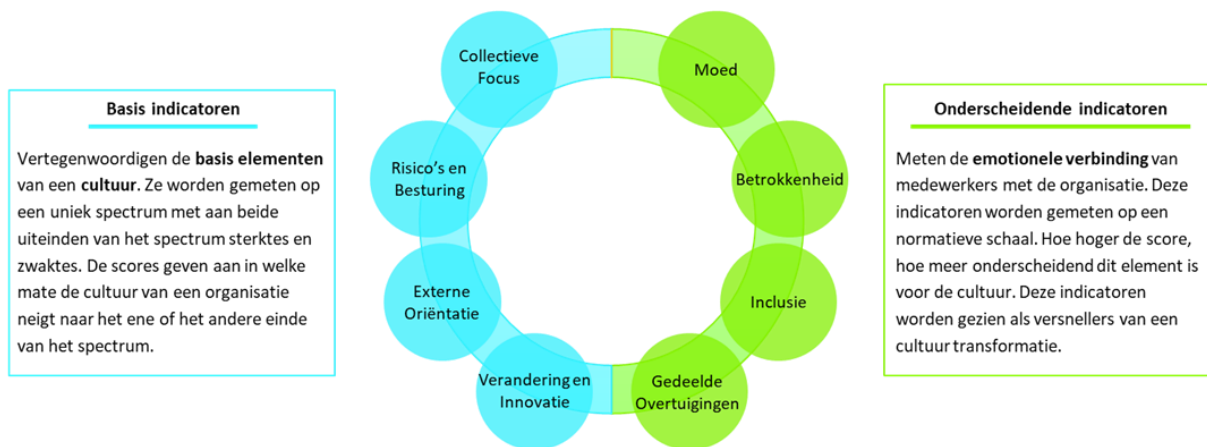 Basis indicatoren
Vertegenwoordigen de basis elementen
van een cultuur. Ze worden gemeten op
een uniek spectrum met aan beide
uiteinden van het spectrum sterktes en
zwaktes. De scores geven aan in welke
mate de cultuur van een organisatie
neigt naar het ene of het andere einde
van het spectrum.
Collectieve
Focus
Risico's en
Besturing
Externe
Oriëntatie
Verandering en
Innovatie
Moed
Betrokkenheid
Inclusie
Gedeelde
Overtuigingen
Onderscheidende indicatoren
Meten de emotionele verbinding van
medewerkers met de organisatie. Deze
indicatoren worden gemeten op een
normatieve schaal. Hoe hoger de score,
hoe meer onderscheidend dit element is
voor de cultuur. Deze indicatoren
worden gezien als versnellers van een
cultuur transformatie.